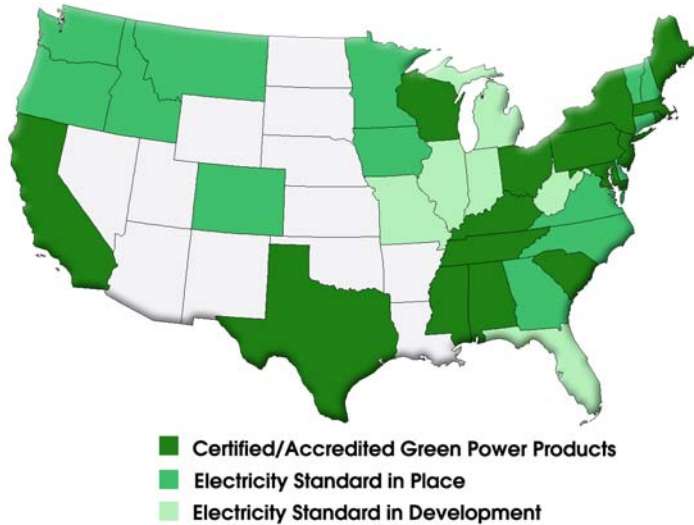 Certified/Accredited Green Power Products
Electricity Standard in Place
Electricity Standard in Development